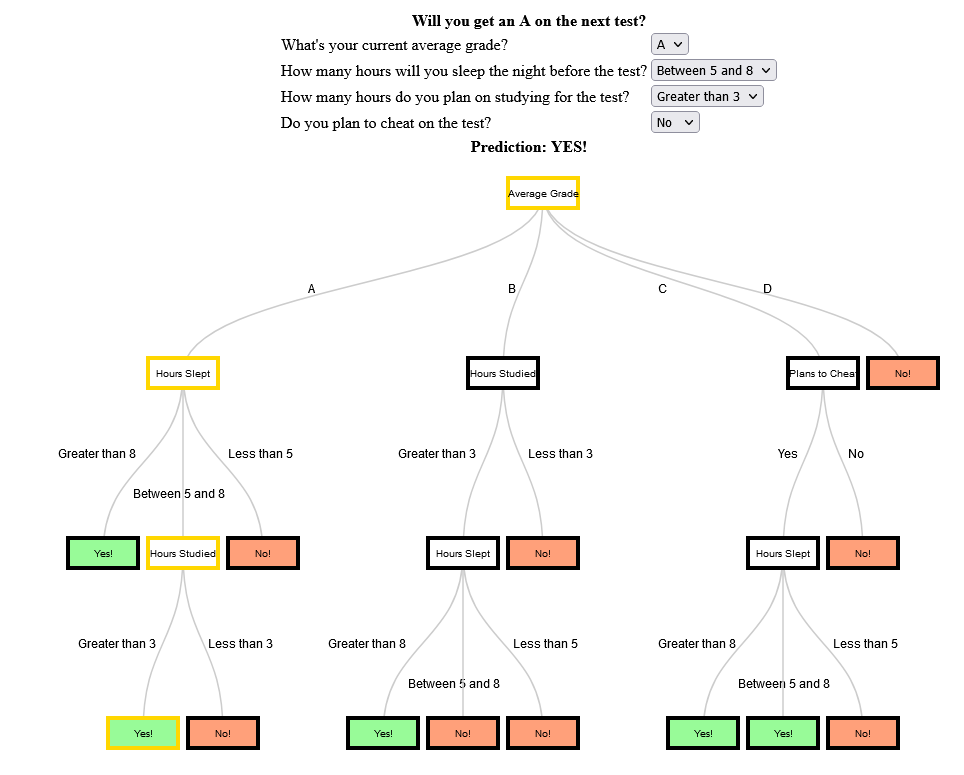 Will you get an A on the next test?
What's your current average grade? A
How many hours will you sleep the night before the test? Between 5 and 8
How many hours do you plan on studying for the test? Greater than 3
Do you plan to cheat on the test? No
Prediction: YES!
Average Grade
A B C D
Hours Slept Hours Studied Plans to Cheat No!
Greater than 8 Less than 5 Greater than 3 Less than 3 Yes No
Between 5 and 8
Yes! Hours Studied No! Hours Slept No! Hours Slept No!
Greater than 3 Less than 3 Greater than 8 Less than 5 Greater than 8 Less than 5
Between 5 and 8 Between 5 and 8
Yes! No! Yes! No! No! Yes! Yes! No!